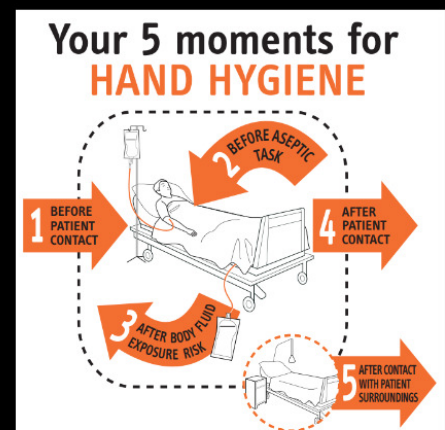 Your 5 moments for
HAND HYGIENE
1 BEFORE
PATIENT
CONTACT
2 BEFORE ASEPTIC
TASK
3 AFTER BODY FLUID
EXPOSURE RISK
4 AFTER
PATIENT
CONTACT
5 AFTER CONTACT
WITH PATIENT
SURROUNDINGS